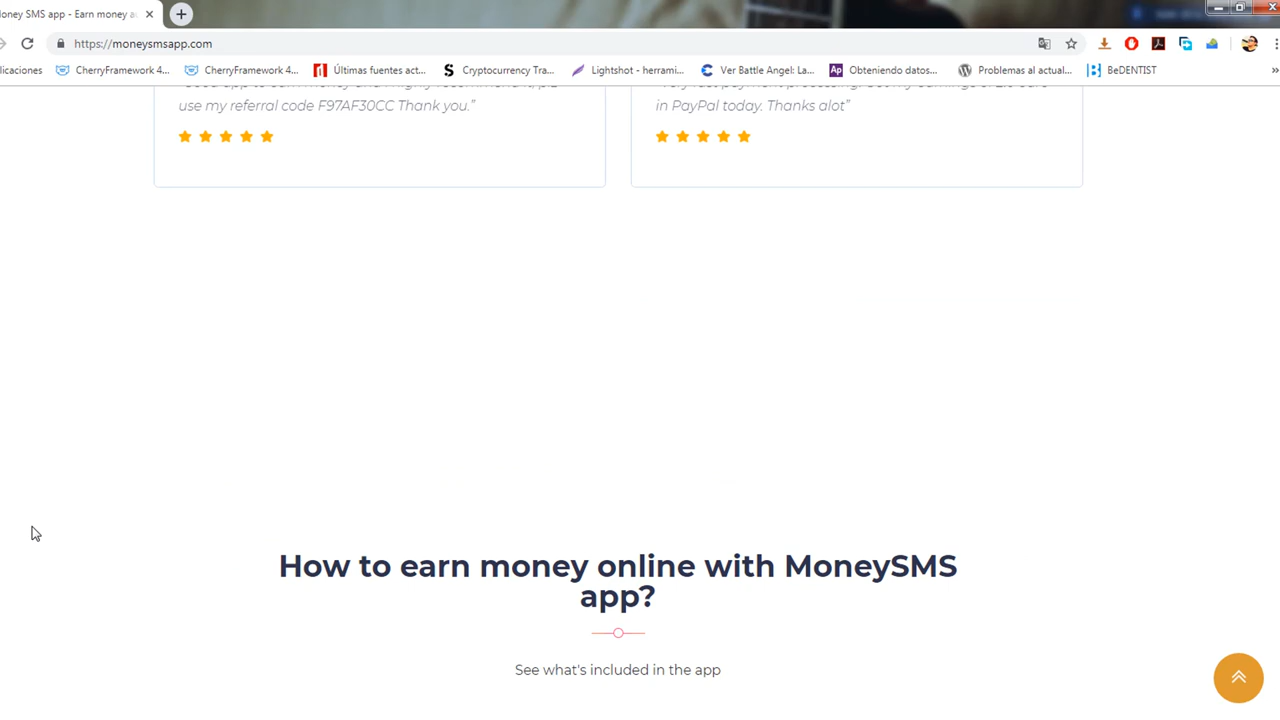 oney SMS app - Earn money a
https://moneysmsapp.com
licaciones CherryFramework 4... CherryFramework 4... Últimas fuentes act... Cryptocurrency Tra... Lightshot - herrami... Ver Battle Angel: La... Ap Obteniendo datos... Problemas al actual... BeDENTIST »
use my referral code F97AF30CC Thank you.”
in PayPal today. Thanks alot”
How to earn money online with MoneySMS
app?
See what's included in the app